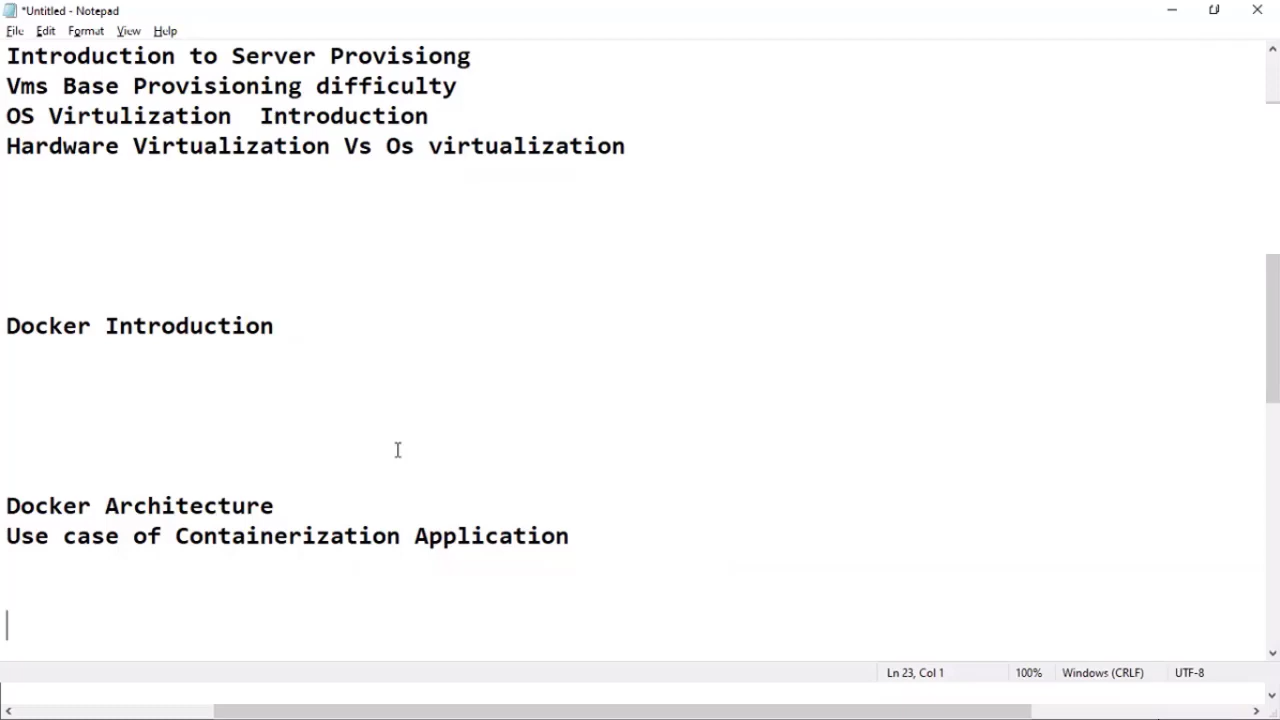 *Untitled - Notepad
File Edit Format View Help
Introduction to Server Provisiong
Vms Base Provisioning difficulty
OS Virtulization  Introduction
Hardware Virtualization Vs Os virtualization
Docker Introduction
Docker Architecture
Use case of Containerization Application
Ln 23, Col 1 100% Windows (CRLF) UTF-8